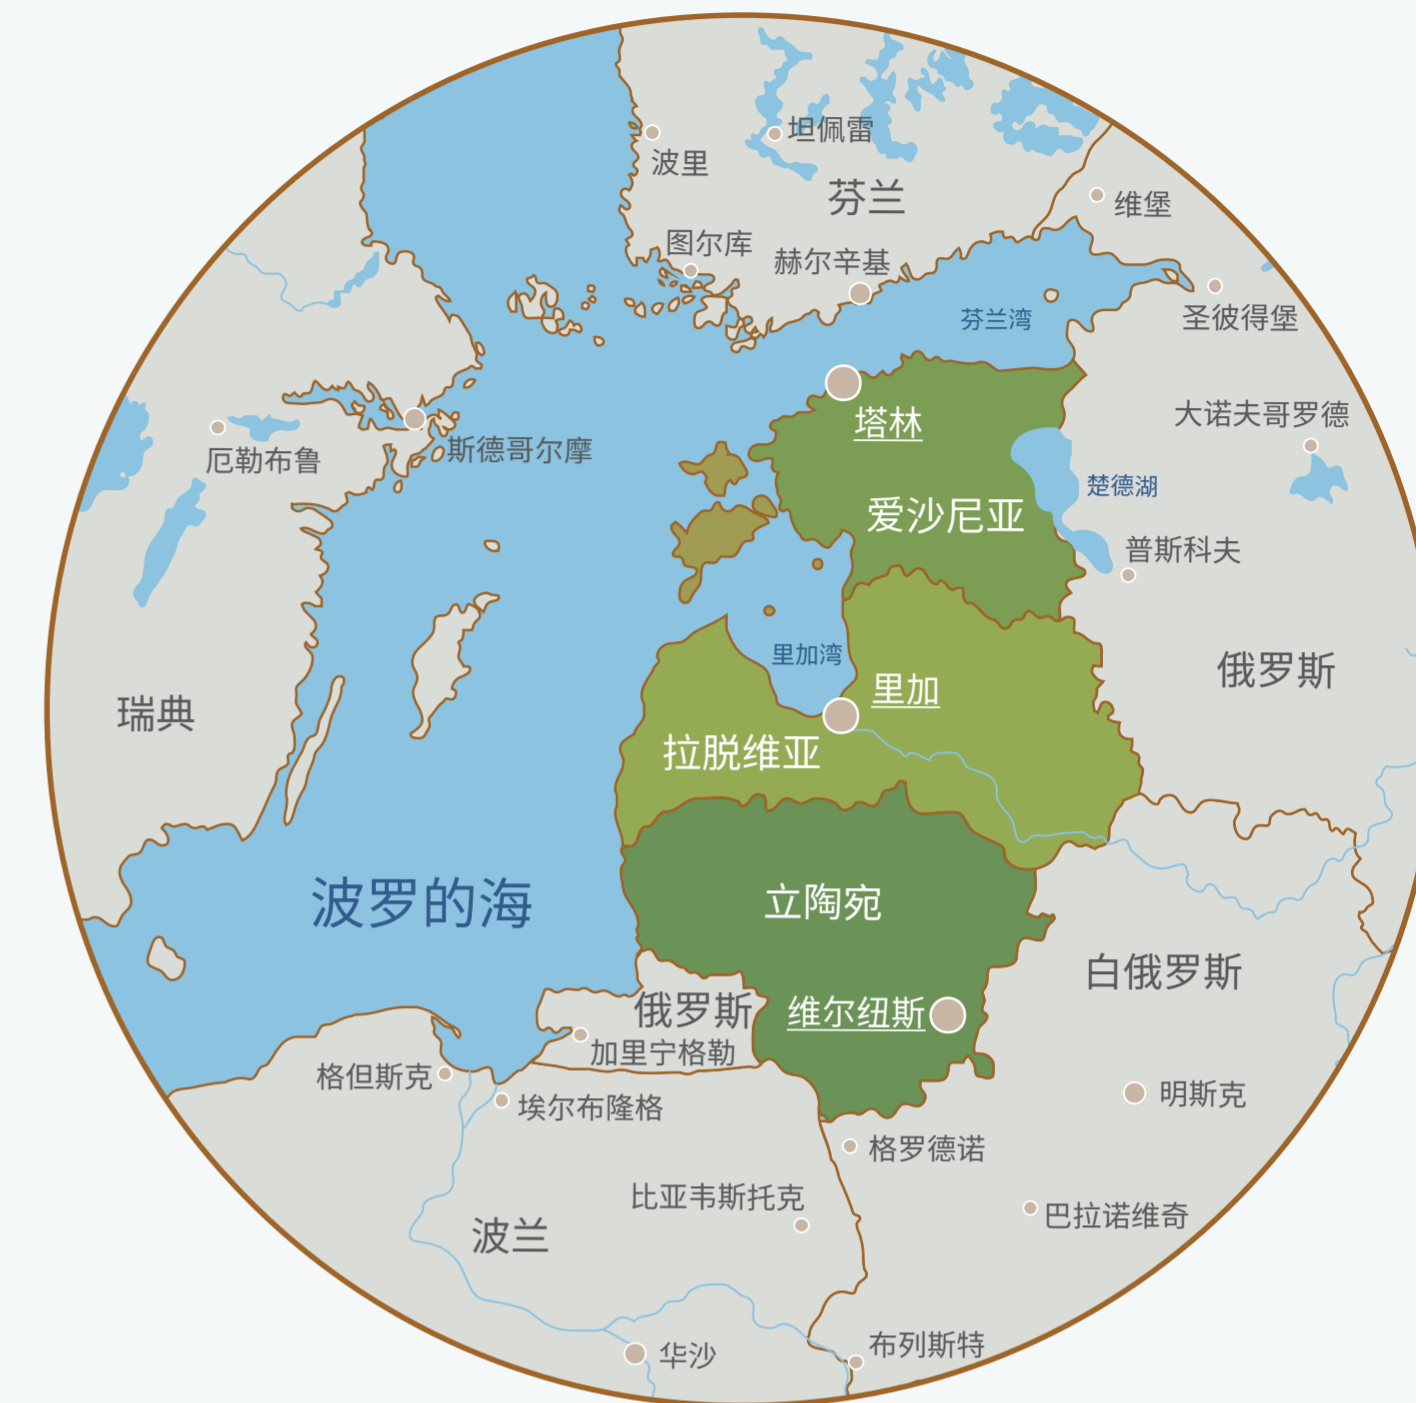 坦佩雷
波里
芬兰
维堡
图尔库
赫尔辛基
圣彼得堡
芬兰湾
大诺夫哥罗德
塔林
斯德哥尔摩
厄勒布鲁
楚德湖
爱沙尼亚
普斯科夫
里加湾
俄罗斯
里加
瑞典
拉脱维亚
波罗的海
立陶宛
白俄罗斯
俄罗斯
维尔纽斯
加里宁格勒
格但斯克
明斯克
埃尔布隆格
格罗德诺
比亚韦斯托克
巴拉诺维奇
波兰
布列斯特
华沙